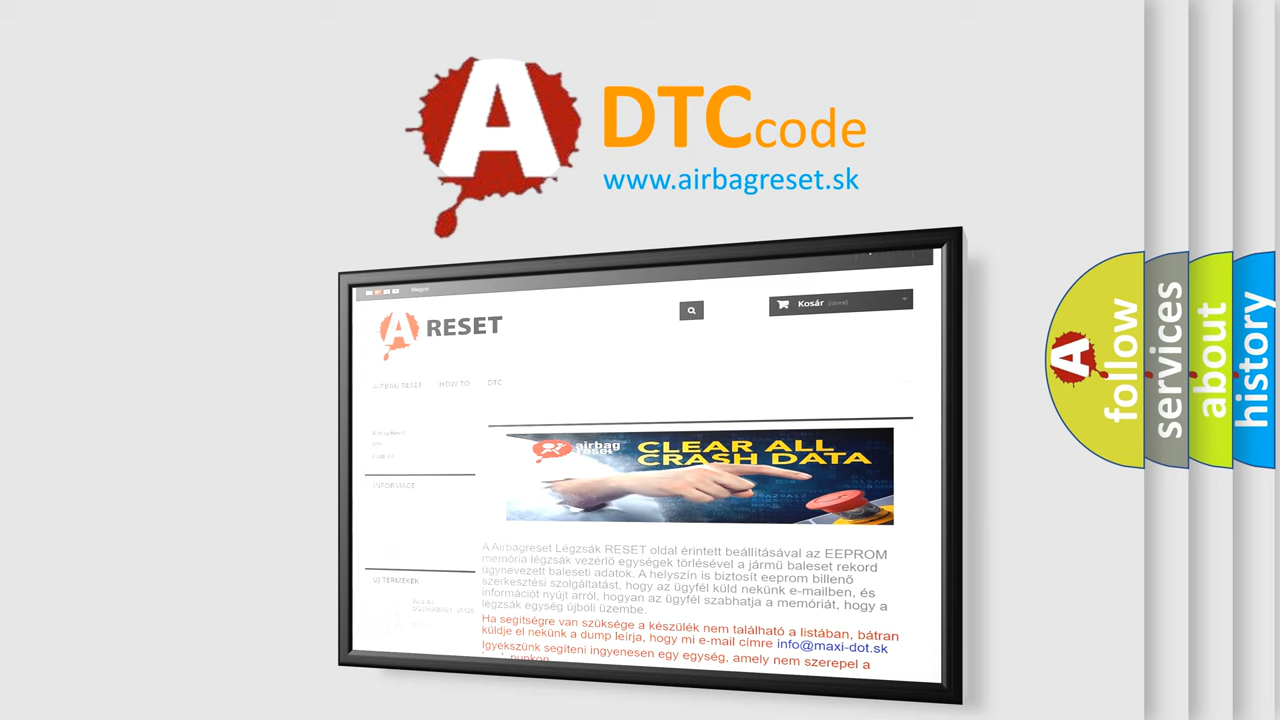 A
DTC code
www.airbagreset.sk
Magyar
A RESET
Kosár (üres)
AIRBAG RESET HOW TO DTC
INFORMACE
airbag
reset
CLEAR ALL
CRASH DATA
A Airbagreset Légzsák RESET oldal érintett beállításával az EEPROM
memória légzsák vezérlő egységek törlésével a jármű baleset rekord
úgynevezett baleseti adatok. A helyszín is biztosít eeprom billenő
szerkesztési szolgáltatást, hogy az ügyfél küld nekünk e-mailben, és
információt nyújt arról, hogyan az ügyfél szabhatja a memóriát, hogy a
légzsák egység újbóli üzembe.
Ha segítségre van szüksége a készülék nem található a listában, bátran
küldje el nekünk a dump leírja, hogy mi e-mail címre info@maxi-dot.sk
Igyekszünk segíteni ingyenesen egy egység, amely nem szerepel a
ÚJ TERMÉKEK
A
follow
services
about
history